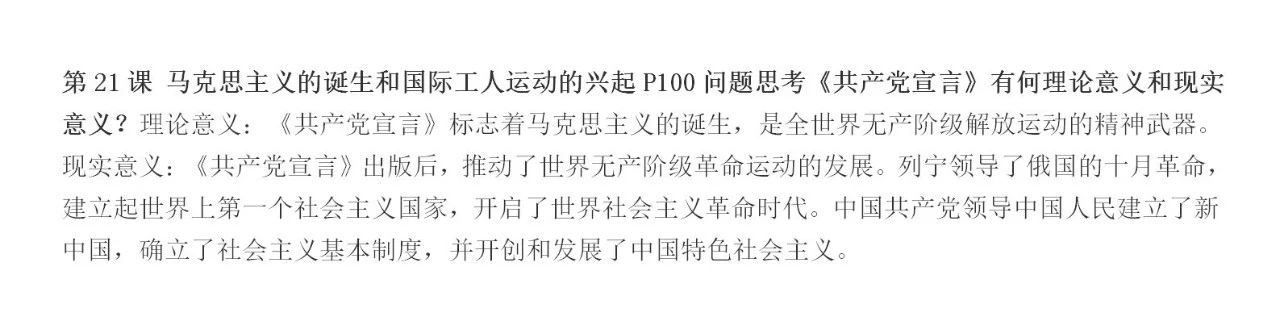 第 21 课 马克思主义的诞生和国际工人运动的兴起 P100 问题思考《共产党宣言》有何理论意义和现实
意义？理论意义：《共产党宣言》标志着马克思主义的诞生，是全世界无产阶级解放运动的精神武器。
现实意义：《共产党宣言》出版后，推动了世界无产阶级革命运动的发展。列宁领导了俄国的十月革命，
建立起世界上第一个社会主义国家，开启了世界社会主义革命时代。中国共产党领导中国人民建立了新
中国，确立了社会主义基本制度，并开创和发展了中国特色社会主义。